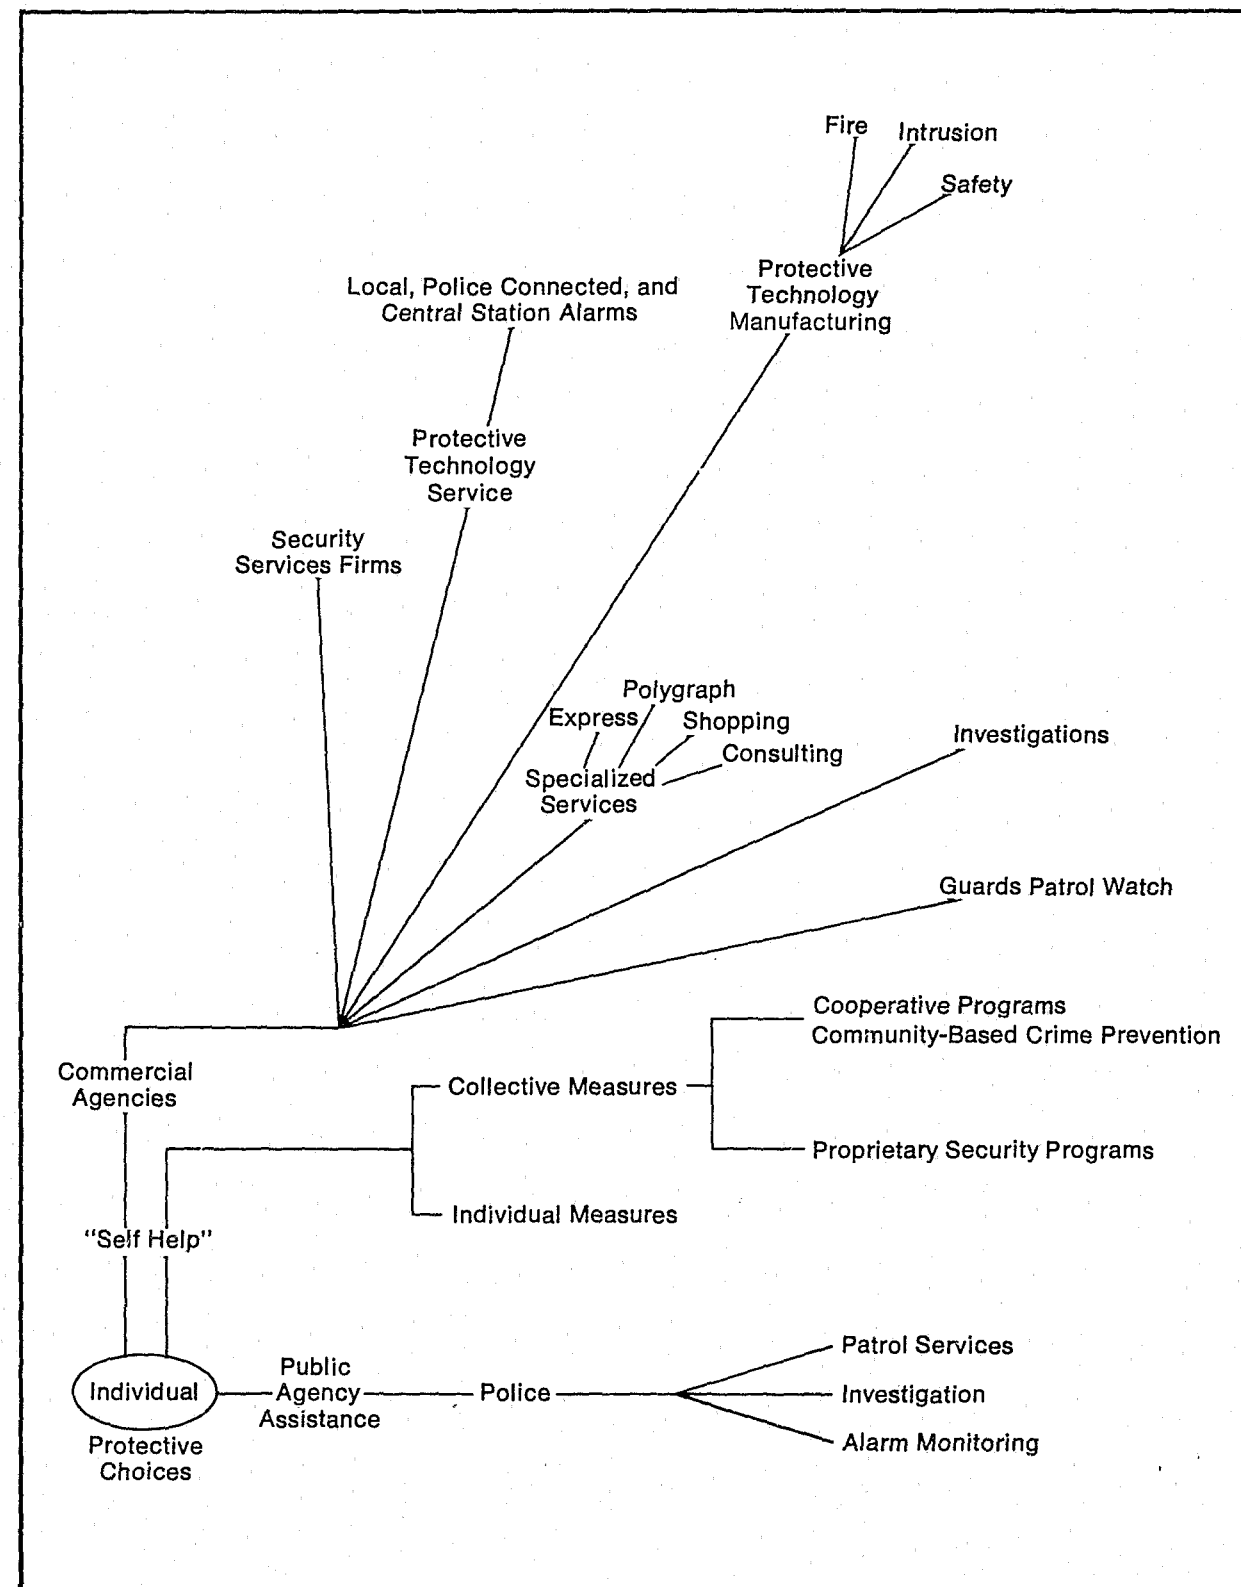 Fire
Intrusion
Safety
Protective
Technology
Manufacturing
Local, Police Connected, and
Central Station Alarms
Protective
Technology
Service
Security
Services Firms
Polygraph
Express
Shopping
Consulting
Specialized
Services
Investigations
Guards Patrol Watch
Cooperative Programs
Community-Based Crime Prevention
Commercial
Agencies
Collective Measures
Proprietary Security Programs
Individual Measures
"Self Help"
Patrol Services
Public
Agency
Assistance
Individual
Police
Investigation
Protective
Choices
Alarm Monitoring